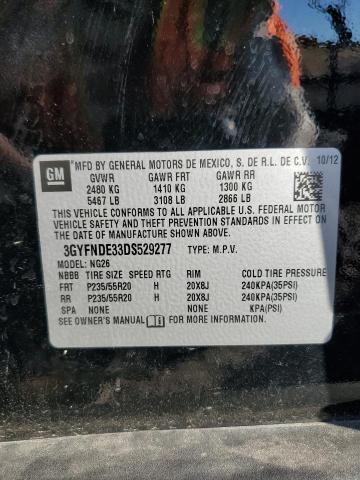 GM *MFD BY GENERAL MOTORS DE MEXICO, S. DE R.L. DE C.V. 10/12
GVWR GAWR FRT GAWR RR
2480 KG 1410 KG 1300 KG
5467 LB 3108 LB 2866 LB
THIS VEHICLE CONFORMS TO ALL APPLICABLE U.S. FEDERAL MOTOR
VEHICLE SAFETY, BUMPER, AND THEFT PREVENTION STANDARDS IN
EFFECT ON THE DATE OF MANUFACTURE SHOWN ABOVE.
3GYFNDE33DS529277 TYPE: M.P.V.
MODEL: NG26
NBBB TIRE SIZE SPEED RTG RIM COLD TIRE PRESSURE
FRT P235/55R20 H 20X8J 240KPA(35PSI)
RR P235/55R20 H 20X8J 240KPA(35PSI)
SPA NONE NONE KPA(PSI)
SEE OWNER'S MANUAL FOR ADDITIONAL INFORMATION.